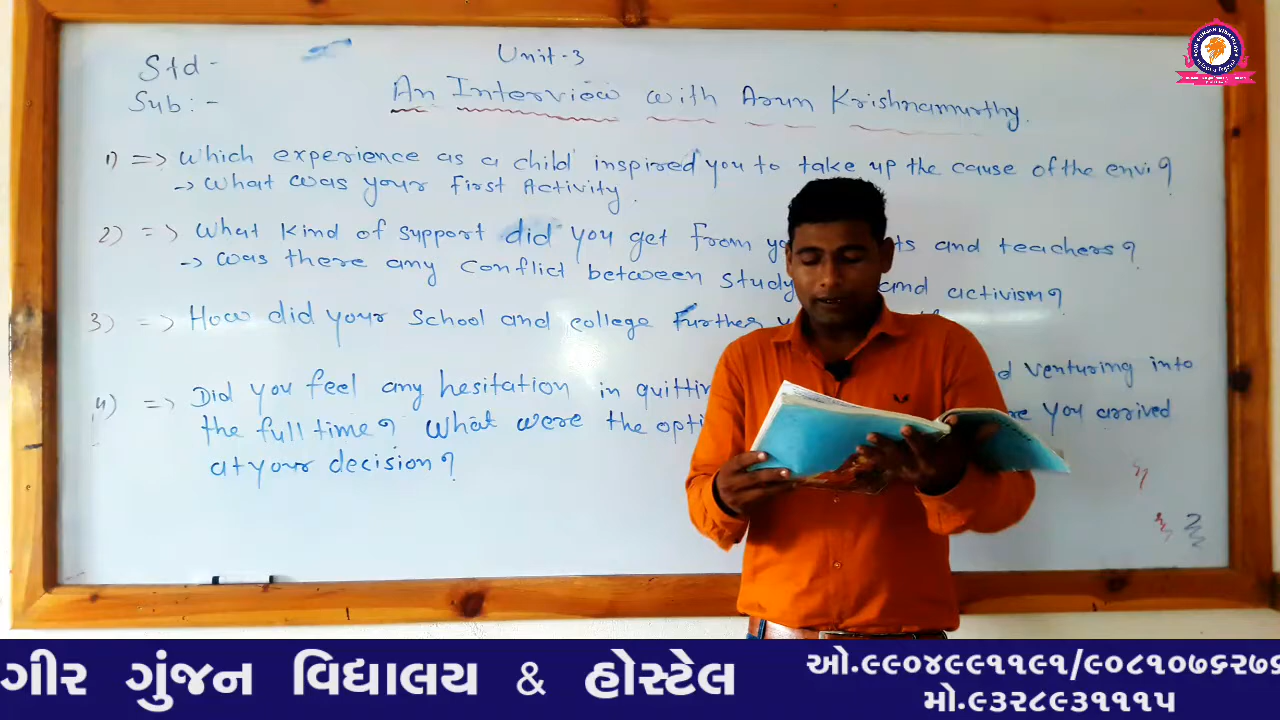 Std -
Unit-3
Sub: -
An Interview with Arun Krishnamurthy.
1) => Which experience as a child inspired you to take up the cause of the envi?
-> What was your First Activity.
2) => What kind of support did you get from yo ts and teachers?
-> Was there any conflict between study and activism?
3) => How did your School and college further
4) => Did you feel any hesitation in quittin d venturing into
the full time? What were the opti re you arrived
at your decision?
ગીર ગુંજન વિદ્યાલય & હોસ્ટેલ
ઓ.૯૯૦૪૯૯૧૧૯૧/૯૦૮૧૦૭૬૨૭૬
મો.૯૩૨૮૯૩૧૧૧૫